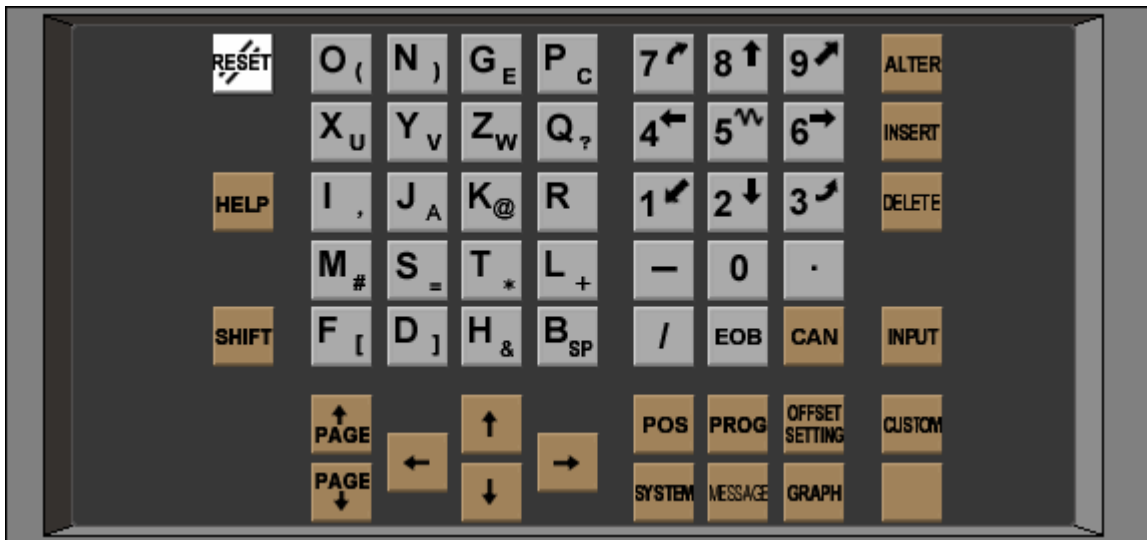 RESET O ( N ) G E P C 7 8 9 ALTER
X U Y V Z W Q ? 4 5 6 INSERT
HELP I , J A K @ R 1 2 3 DELETE
M # S = T * L + — 0 ·
SHIFT F [ D ] H & B SP / EOB CAN INPUT
↑ PAGE ↑ POS PROG OFFSET SETTING CUSTOM
← →
PAGE ↓ ↓ SYSTEM MESSAGE GRAPH